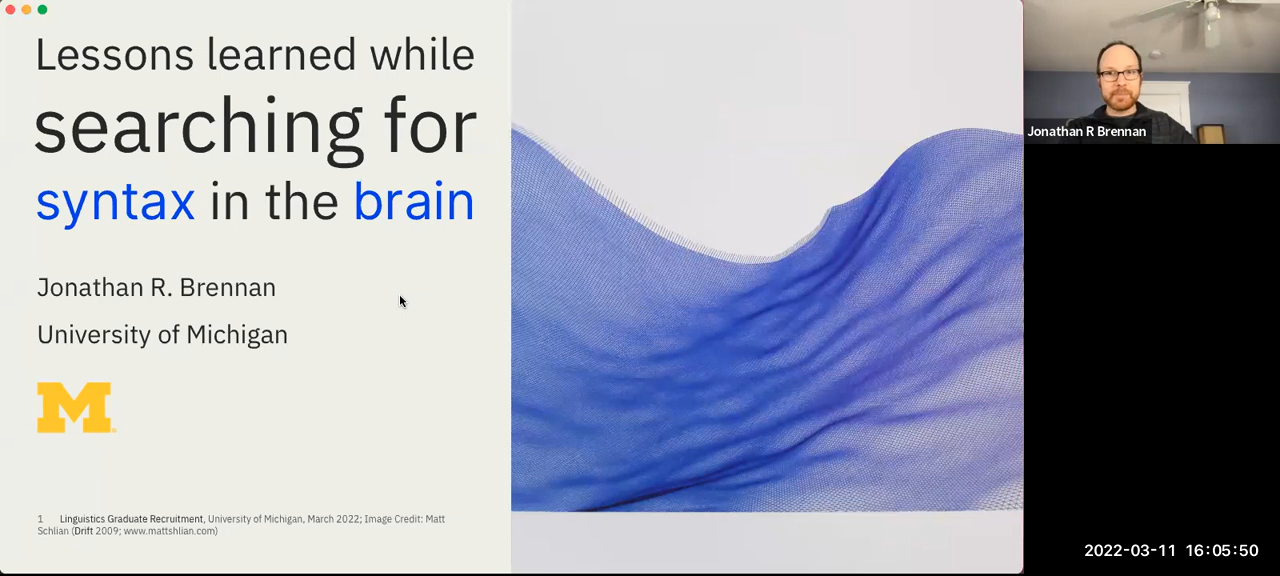 Lessons learned while
searching for
syntax in the brain
Jonathan R. Brennan
University of Michigan
M
1 Linguistics Graduate Recruitment, University of Michigan, March 2022; Image Credit: Matt
Schlian (Drift 2009; www.mattshlian.com)
Jonathan R Brennan
2022-03-11 16:05:50